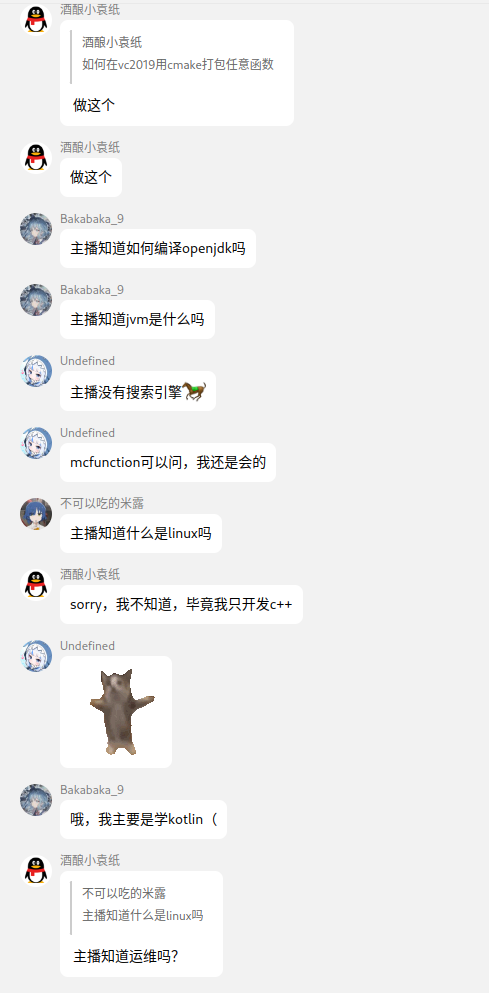 酒酿小袁纸
酒酿小袁纸
如何在vc2019用cmake打包任意函数
做这个
酒酿小袁纸
做这个
Bakabaka_9
主播知道如何编译openjdk吗
Bakabaka_9
主播知道jvm是什么吗
Undefined
主播没有搜索引擎🐎
Undefined
mcfunction可以问，我还是会的
不可以吃的米露
主播知道什么是linux吗
酒酿小袁纸
sorry，我不知道，毕竟我只开发c++
Undefined
Bakabaka_9
哦，我主要是学kotlin（
酒酿小袁纸
不可以吃的米露
主播知道什么是linux吗
主播知道运维吗？